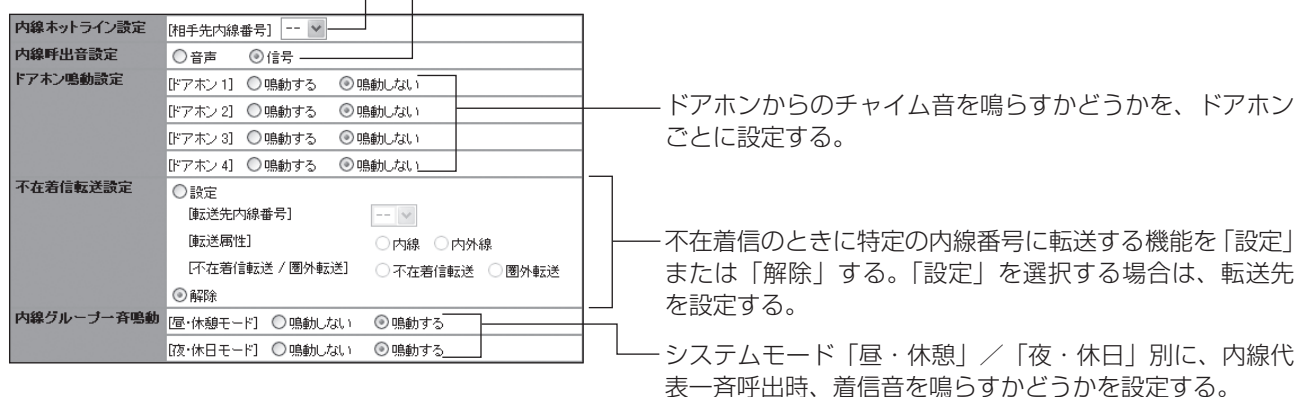 内線ホットライン設定 [相手先内線番号] --
内線呼出音設定 音声 信号
ドアホン鳴動設定 [ドアホン 1] 鳴動する 鳴動しない
[ドアホン 2] 鳴動する 鳴動しない
[ドアホン 3] 鳴動する 鳴動しない
[ドアホン 4] 鳴動する 鳴動しない
ドアホンからのチャイム音を鳴らすかどうかを、ドアホン
ごとに設定する。
不在着信転送設定 設定
[転送先内線番号] --
[転送属性] 内線 内外線
[不在着信転送 / 圏外転送] 不在着信転送 圏外転送
解除
不在着信のときに特定の内線番号に転送する機能を「設定」
または「解除」する。「設定」を選択する場合は、転送先
を設定する。
内線グループ一斉鳴動 [昼・休憩モード] 鳴動しない 鳴動する
[夜・休日モード] 鳴動しない 鳴動する
システムモード「昼・休憩」／「夜・休日」別に、内線代
表一斉呼出時、着信音を鳴らすかどうかを設定する。